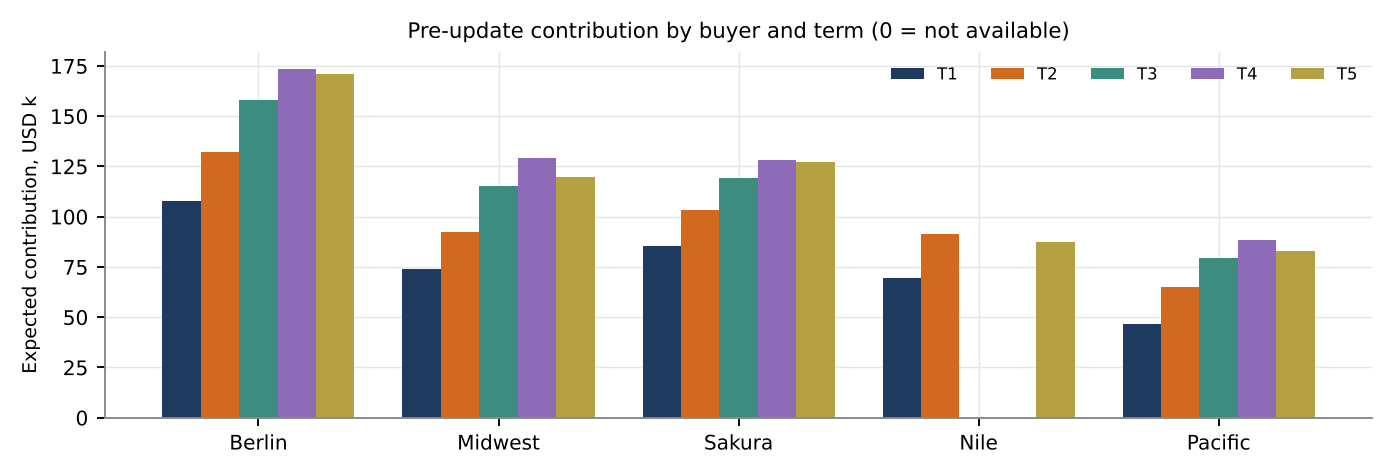 Pre-update contribution by buyer and term (0 = not available)
Expected contribution, USD k
175
150
125
100
75
50
25
0
T1 T2 T3 T4 T5
Berlin Midwest Sakura Nile Pacific